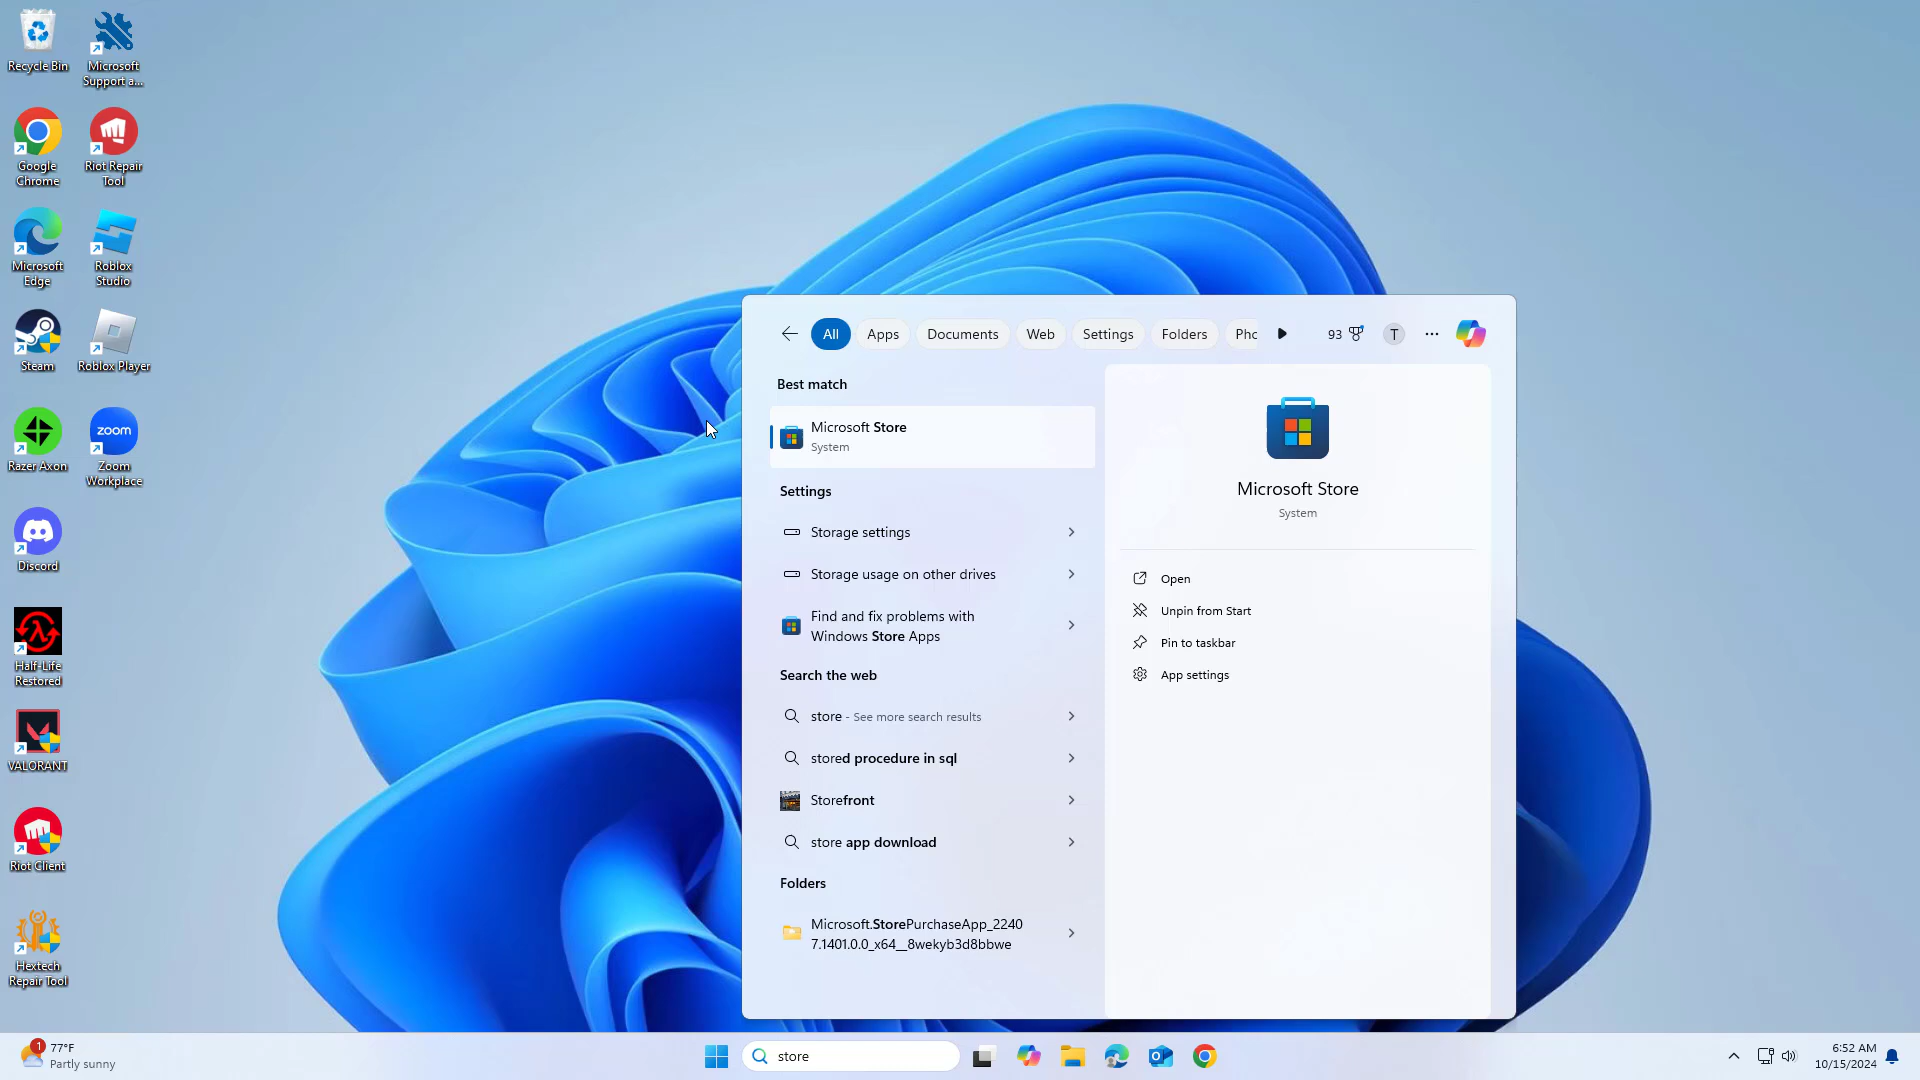 Recycle Bin
Microsoft
Support a...
Google
Chrome
Riot Repair
Tool
Microsoft
Edge
Roblox
Studio
Steam
Roblox Player
Razer Axon
zoom
Zoom
Workplace
Discord
Half-Life
Restored
VALORANT
Riot Client
Hextech
Repair Tool
All
Apps
Documents
Web
Settings
Folders
Pho
93
T
Best match
Microsoft Store
System
Settings
Storage settings
Storage usage on other drives
Find and fix problems with
Windows Store Apps
Search the web
store - See more search results
stored procedure in sql
Storefront
store app download
Folders
Microsoft.StorePurchaseApp_2240
7.1401.0.0_x64__8wekyb3d8bbwe
Microsoft Store
System
Open
Unpin from Start
Pin to taskbar
App settings
1
77°F
Partly sunny
store
6:52 AM
10/15/2024